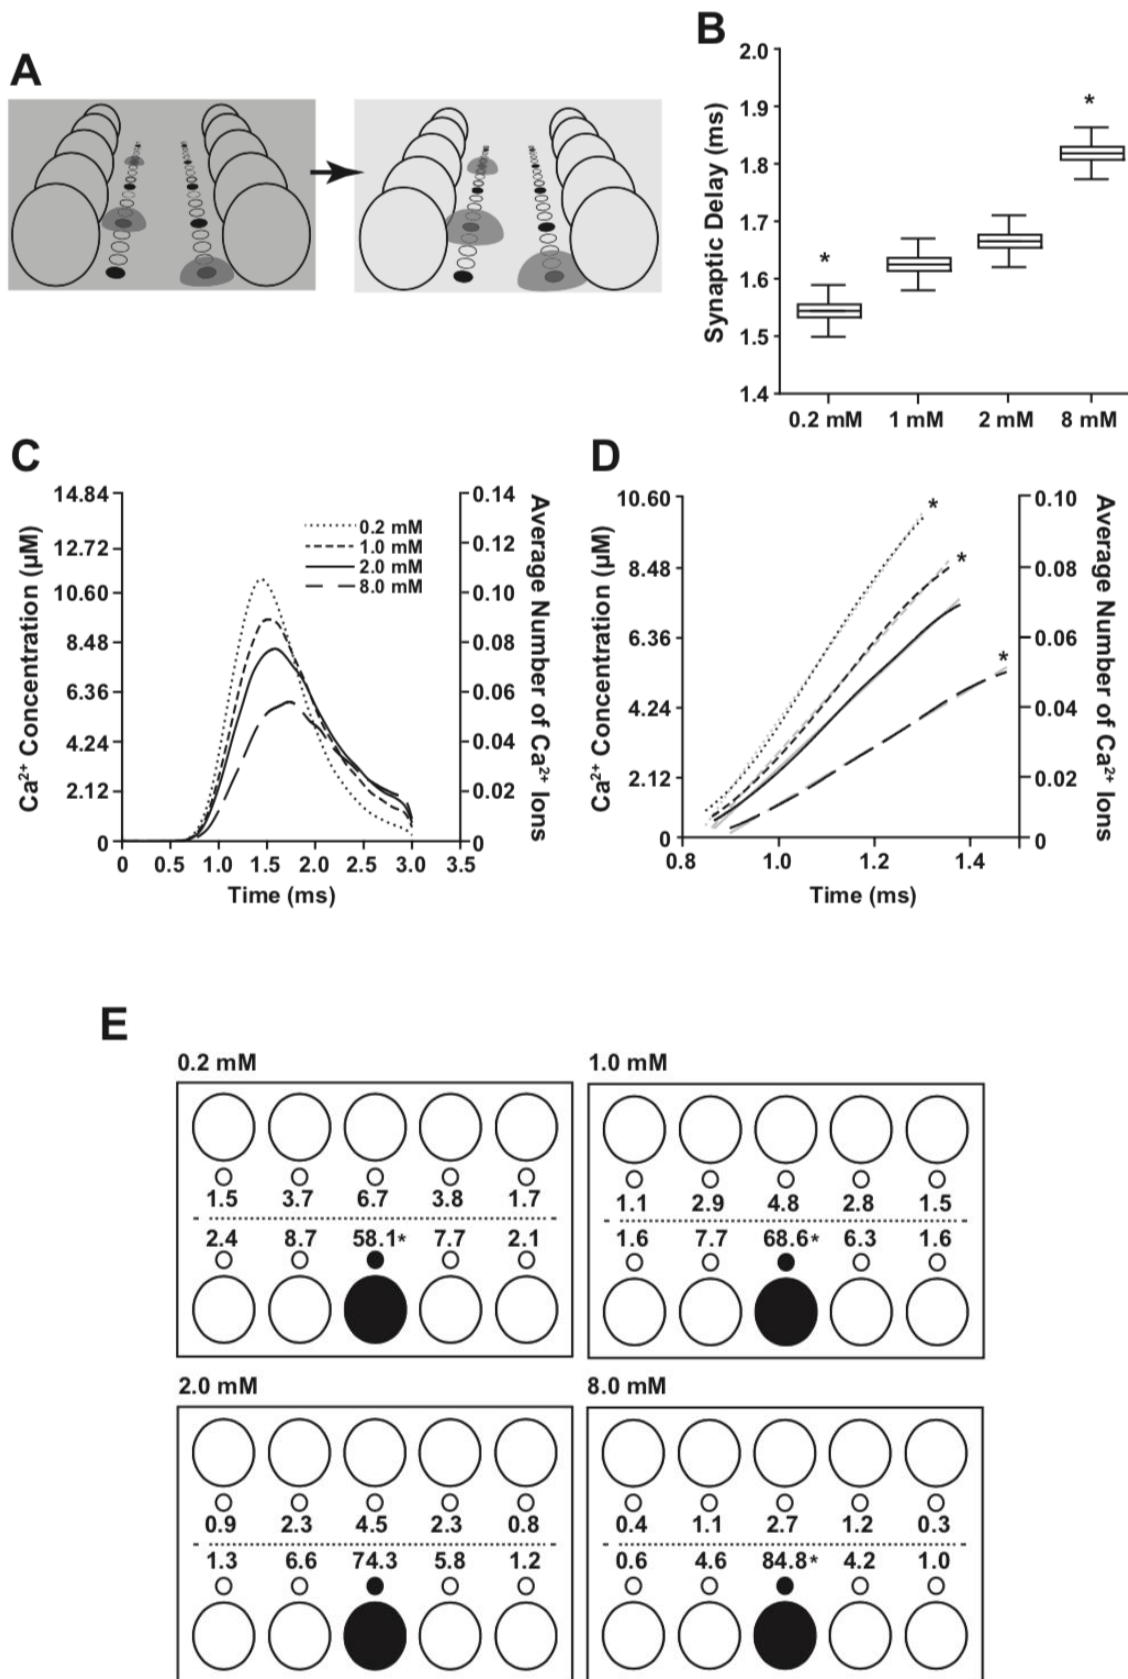 A
B
2.0
1.9
1.8
1.7
1.6
1.5
1.4
Synaptic Delay (ms)
*
*
0.2 mM 1 mM 2 mM 8 mM
C
14.84
12.72
10.60
8.48
6.36
4.24
2.12
0
Ca2+ Concentration (µM)
0.2 mM
1.0 mM
2.0 mM
8.0 mM
0.14
0.12
0.10
0.08
0.06
0.04
0.02
0
Average Number of Ca2+ Ions
0 0.5 1.0 1.5 2.0 2.5 3.0 3.5
Time (ms)
D
10.60
8.48
6.36
4.24
2.12
0
Ca2+ Concentration (µM)
*
*
*
0.10
0.08
0.06
0.04
0.02
0
Average Number of Ca2+ Ions
0.8 1.0 1.2 1.4
Time (ms)
E
0.2 mM
1.5 3.7 6.7 3.8 1.7
2.4 8.7 58.1* 7.7 2.1
1.0 mM
1.1 2.9 4.8 2.8 1.5
1.6 7.7 68.6* 6.3 1.6
2.0 mM
0.9 2.3 4.5 2.3 0.8
1.3 6.6 74.3 5.8 1.2
8.0 mM
0.4 1.1 2.7 1.2 0.3
0.6 4.6 84.8* 4.2 1.0